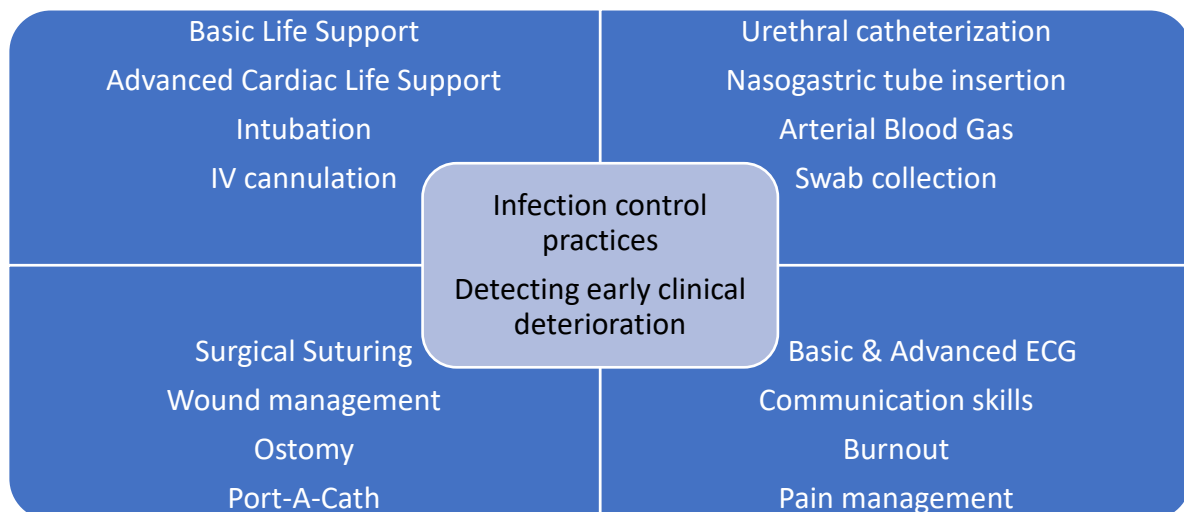 Basic Life Support
Advanced Cardiac Life Support
Intubation
IV cannulation
Urethral catheterization
Nasogastric tube insertion
Arterial Blood Gas
Swab collection
Infection control
practices
Detecting early clinical
deterioration
Surgical Suturing
Wound management
Ostomy
Port-A-Cath
Basic & Advanced ECG
Communication skills
Burnout
Pain management